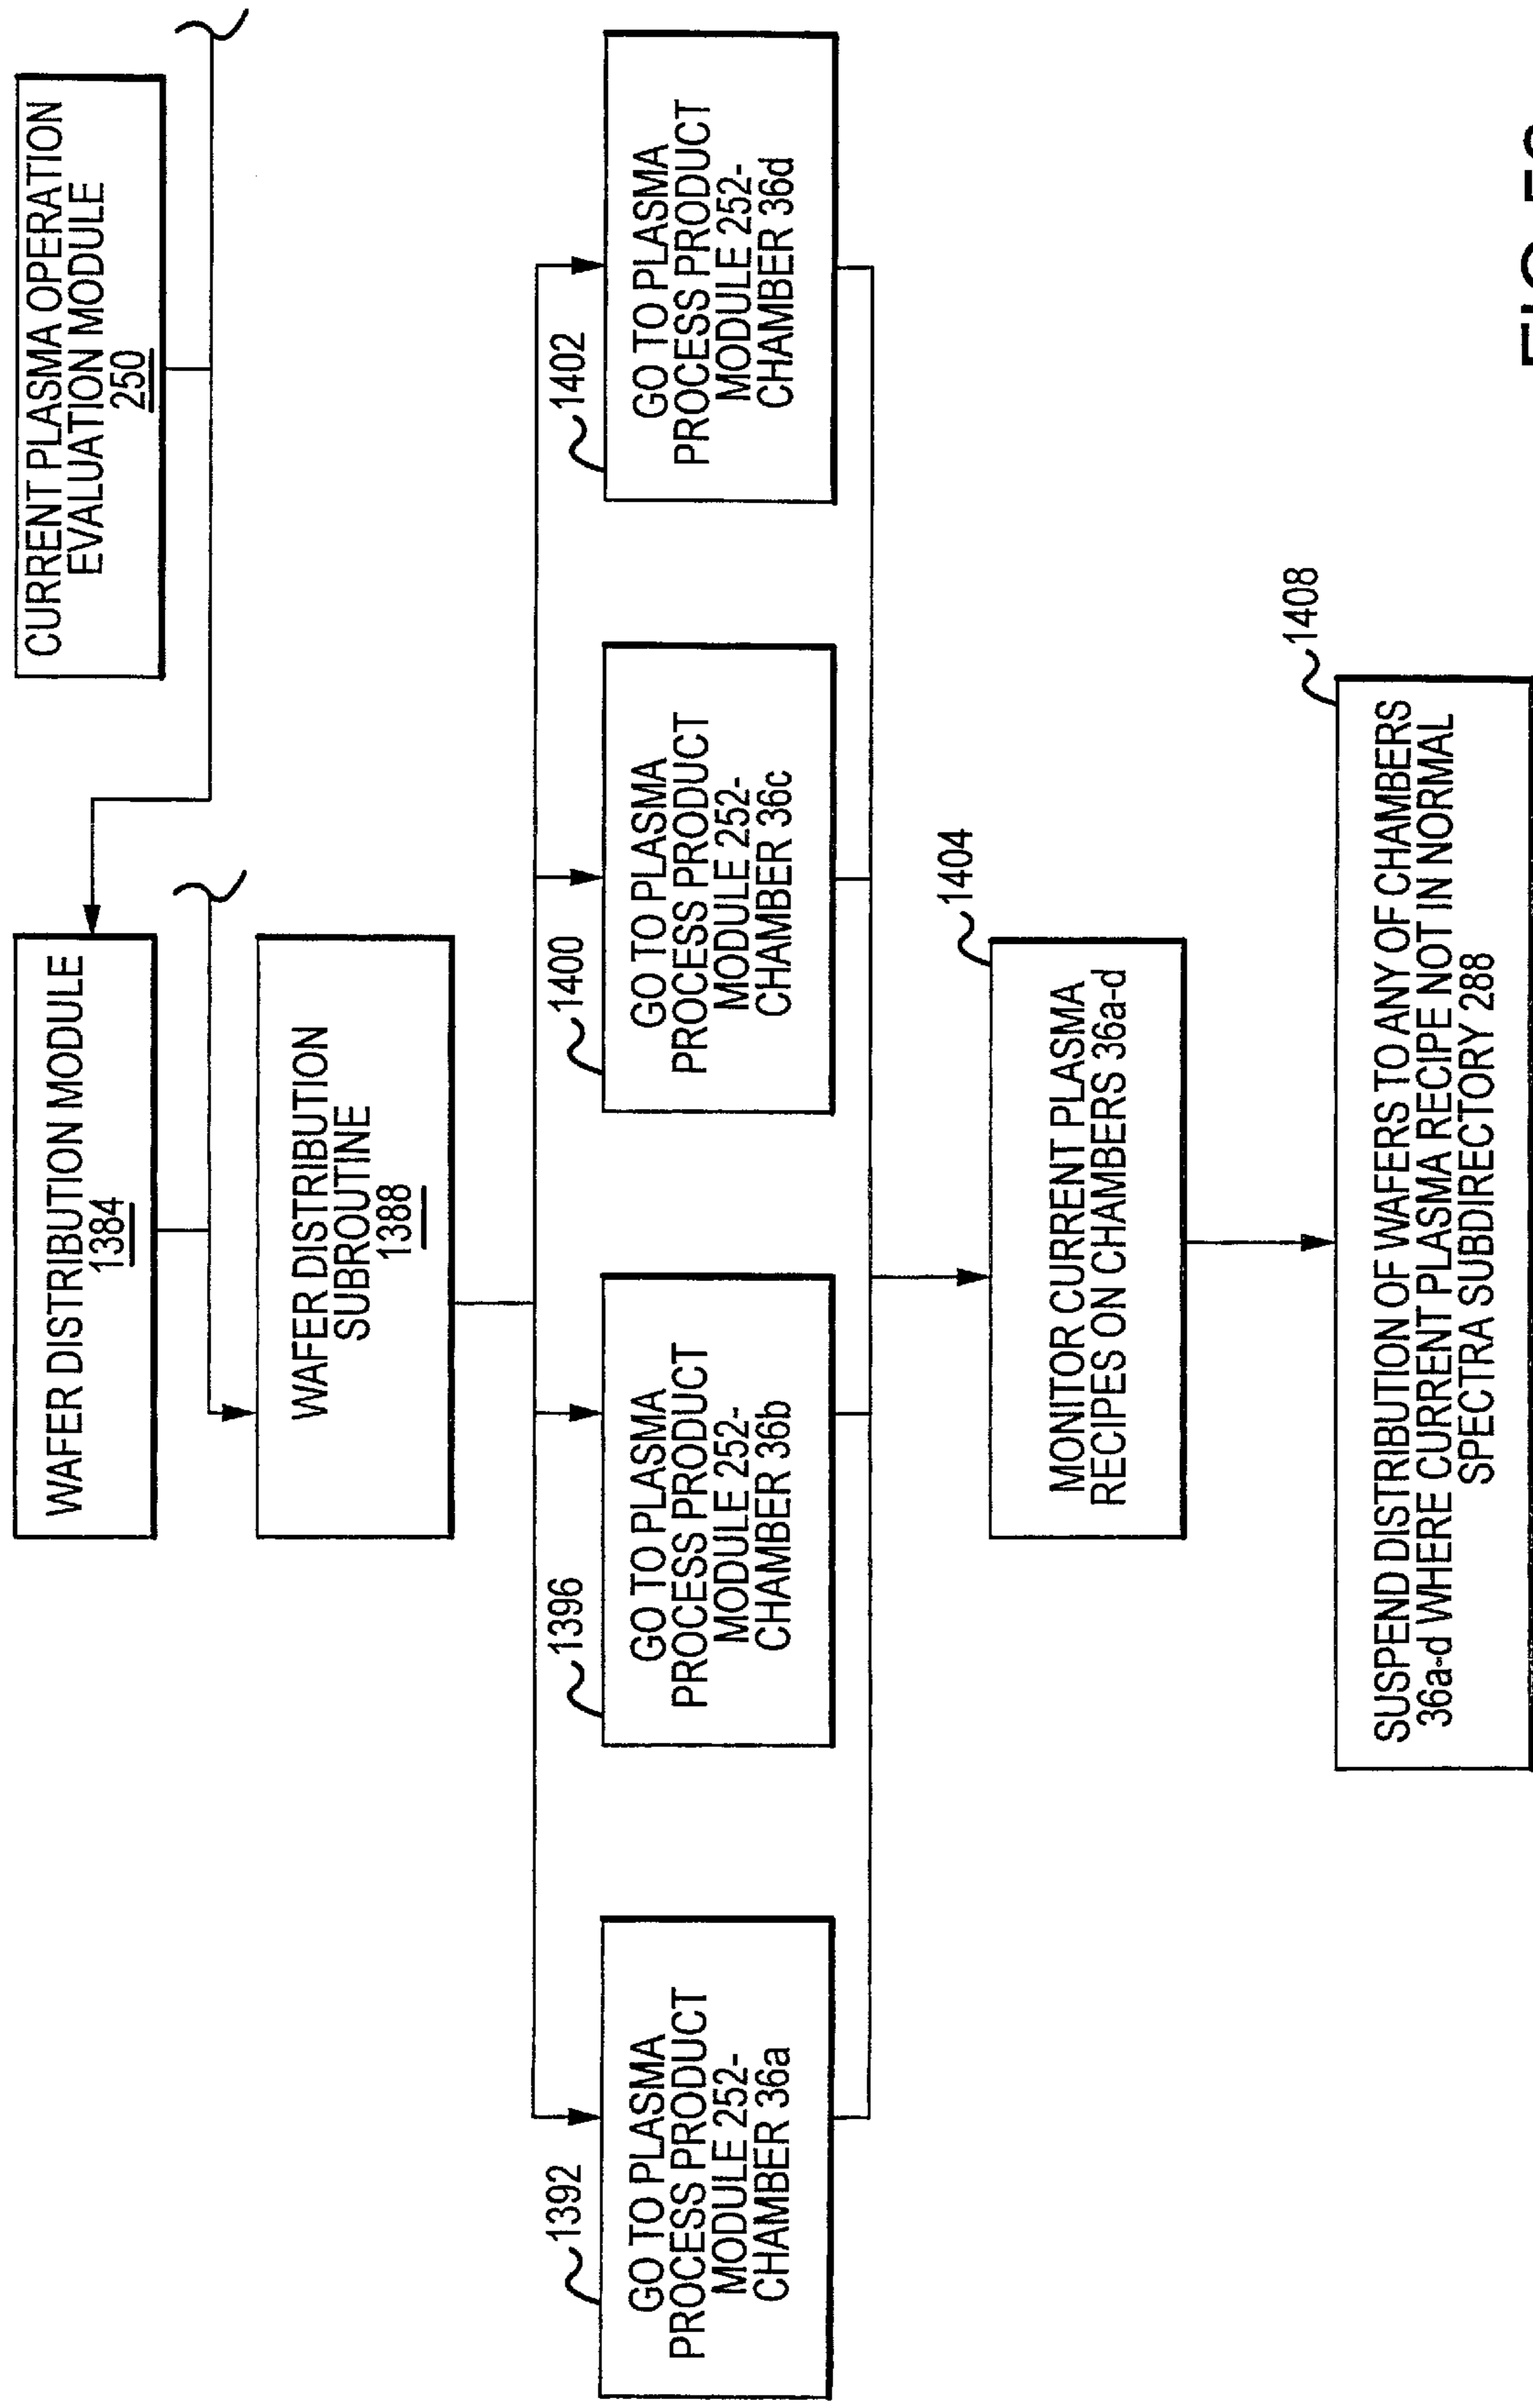 CURRENT PLASMA OPERATION
EVALUATION MODULE
250
WAFER DISTRIBUTION MODULE
1384
WAFER DISTRIBUTION
SUBROUTINE
1388
1392
GO TO PLASMA
PROCESS PRODUCT
MODULE 252-
CHAMBER 36a
1396
GO TO PLASMA
PROCESS PRODUCT
MODULE 252-
CHAMBER 36b
1400
GO TO PLASMA
PROCESS PRODUCT
MODULE 252-
CHAMBER 36c
1402
GO TO PLASMA
PROCESS PRODUCT
MODULE 252-
CHAMBER 36d
1404
MONITOR CURRENT PLASMA
RECIPES ON CHAMBERS 36a-d
1408
SUSPEND DISTRIBUTION OF WAFERS TO ANY OF CHAMBERS
36a-d WHERE CURRENT PLASMA RECIPE NOT IN NORMAL
SPECTRA SUBDIRECTORY 288